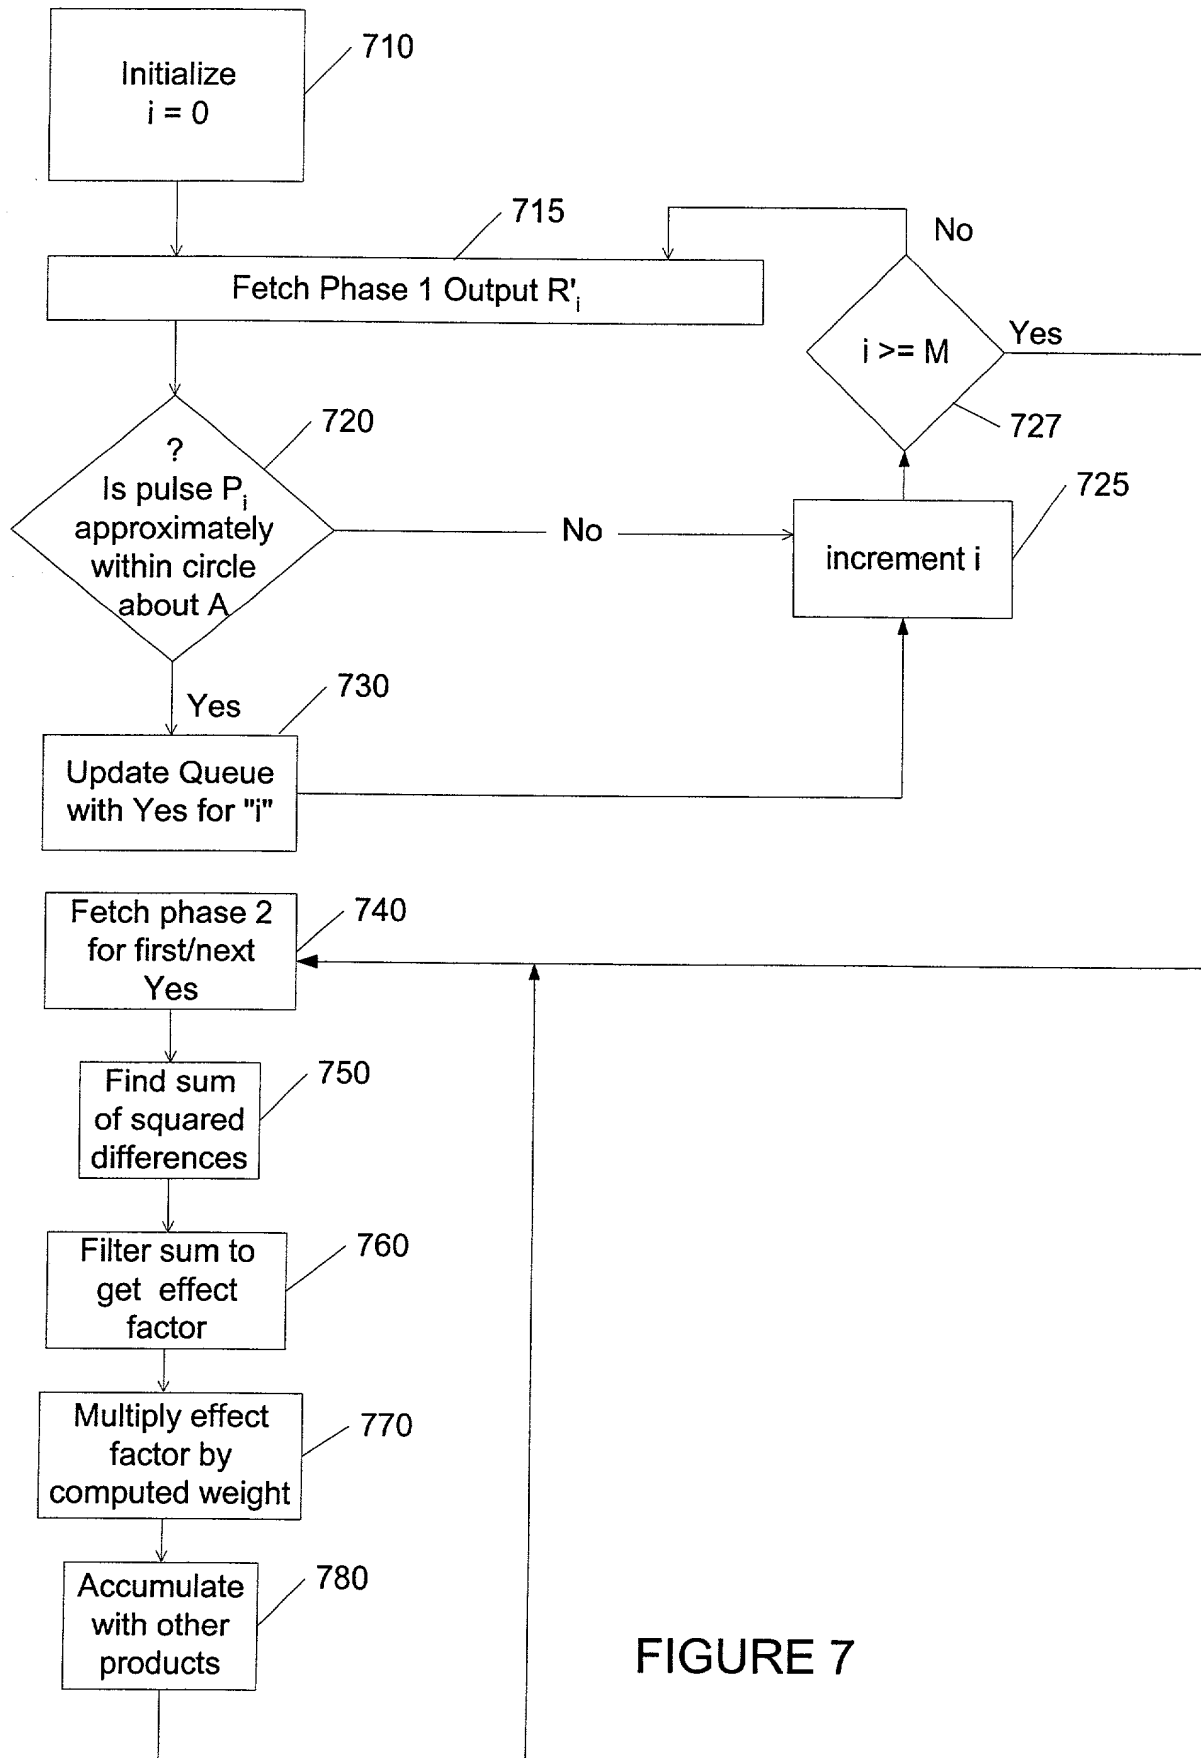 710
Initialize
i = 0
715
No
Fetch Phase 1 Output R'i
i >= M
Yes
727
720
?
Is pulse Pi
approximately
within circle
about A
No
725
increment i
Yes
730
Update Queue
with Yes for "i"
Fetch phase 2
for first/next
Yes
740
Find sum
of squared
differences
750
Filter sum to
get effect
factor
760
Multiply effect
factor by
computed weight
770
Accumulate
with other
products
780
FIGURE 7